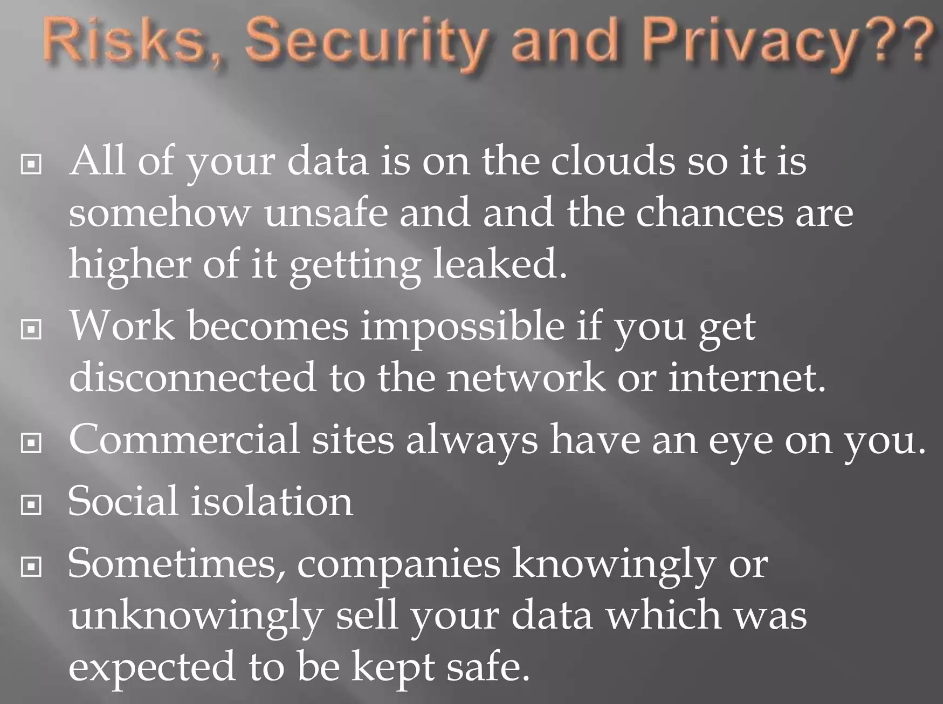 Risks, Security and Privacy??
All of your data is on the clouds so it is
somehow unsafe and and the chances are
higher of it getting leaked.
Work becomes impossible if you get
disconnected to the network or internet.
Commercial sites always have an eye on you.
Social isolation
Sometimes, companies knowingly or
unknowingly sell your data which was
expected to be kept safe.